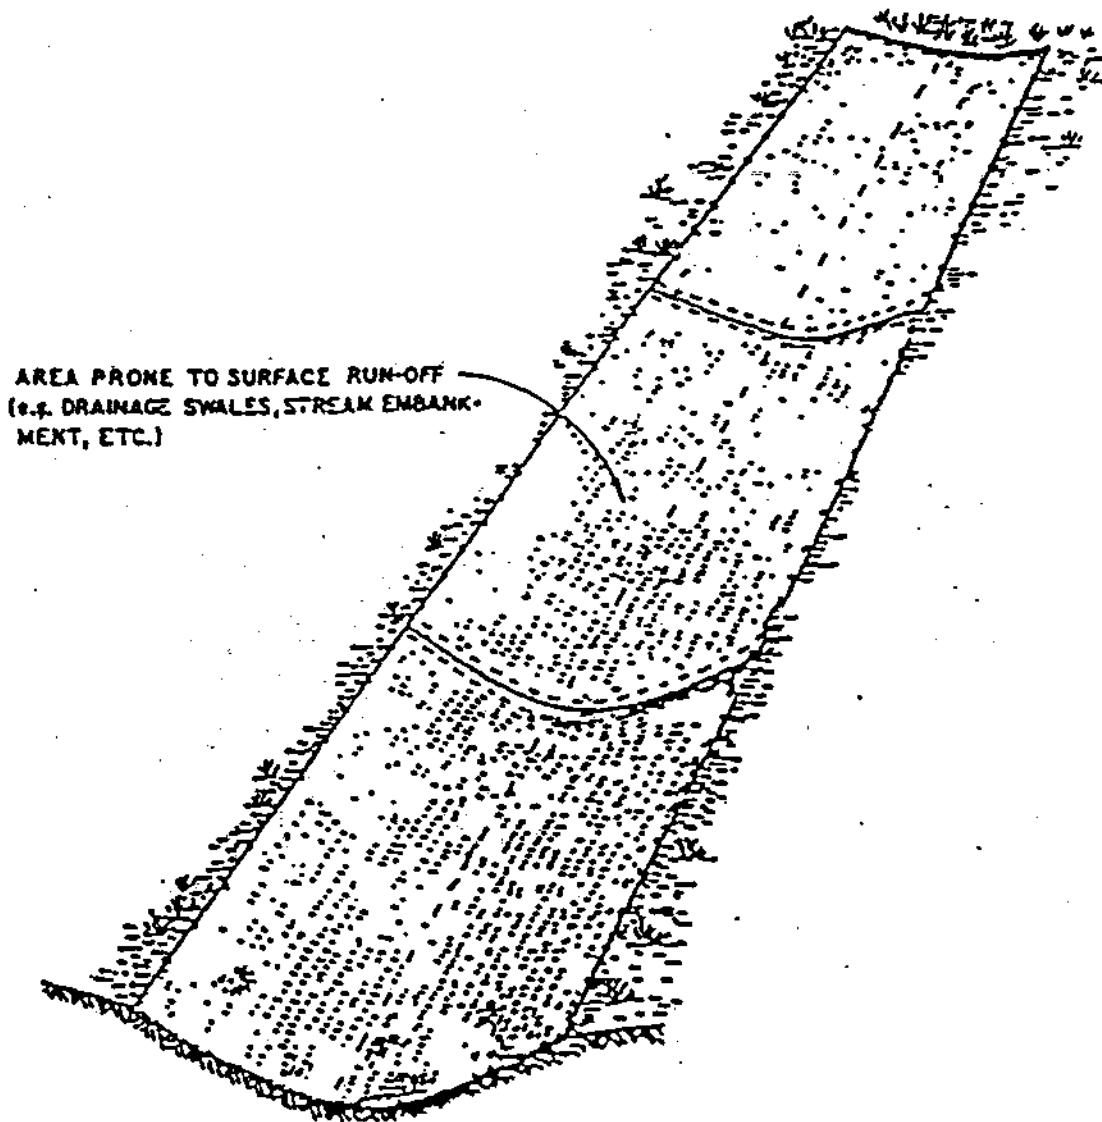 AREA PRONE TO SURFACE RUN-OFF
(e.g. DRAINAGE SWALES, STREAM EMBANK-
MENT, ETC.)